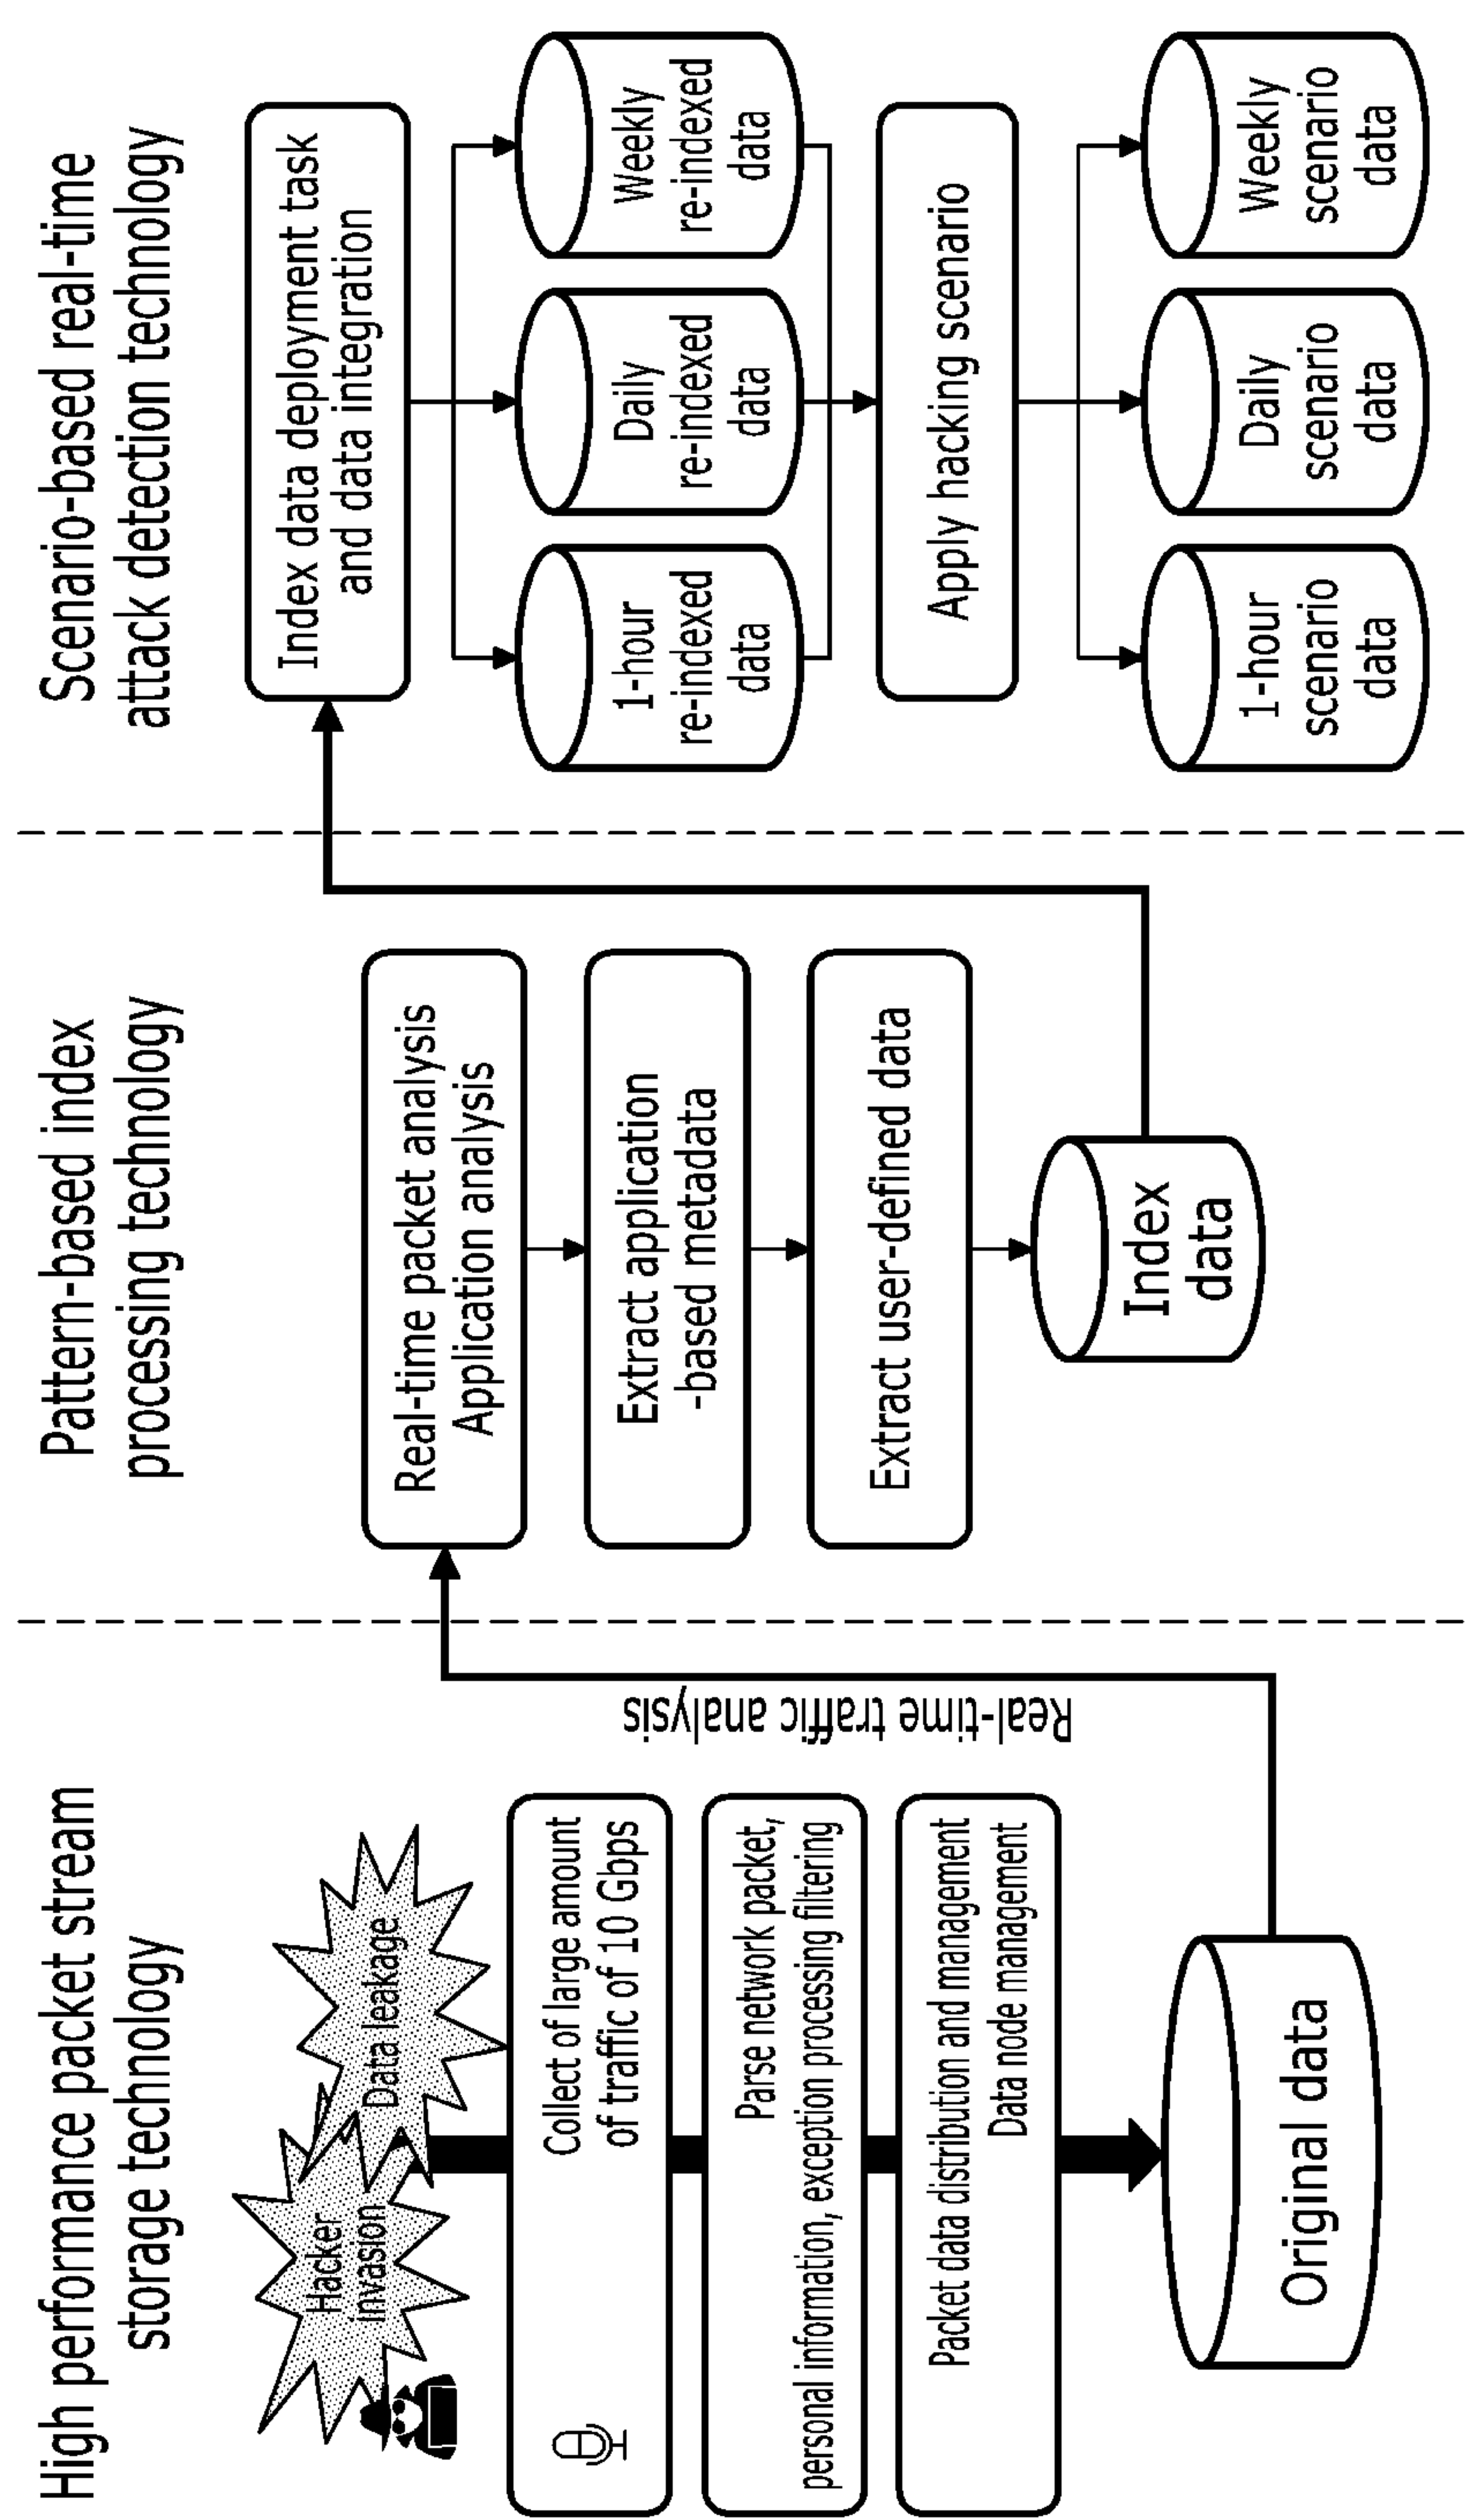 High performance packet stream
storage technology
Hacker
invasion
Data leakage
Collect of large amount
of traffic of 10 Gbps
Parse network packet,
personal information, exception processing filtering
Packet data distribution and management
Data node management
Original data
Real-time traffic analysis
Pattern-based index
processing technology
Real-time packet analysis
Application analysis
Extract application
-based metadata
Extract user-defined data
Index
data
Scenario-based real-time
attack detection technology
Index data deployment task
and data integration
1-hour
re-indexed
data
Daily
re-indexed
data
Weekly
re-indexed
data
Apply hacking scenario
1-hour
scenario
data
Daily
scenario
data
Weekly
scenario
data